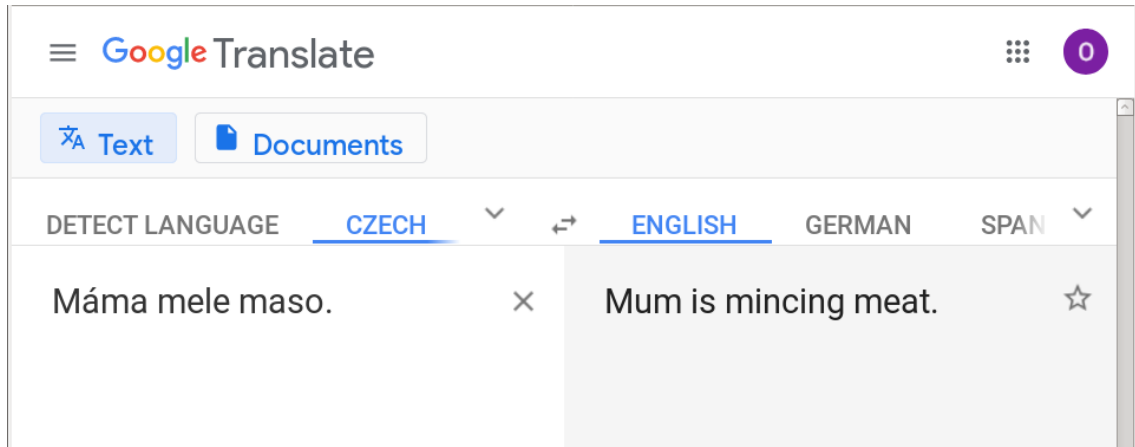 Google Translate
O
Text Documents
DETECT LANGUAGE CZECH ENGLISH GERMAN SPAN
Máma mele maso. Mum is mincing meat.